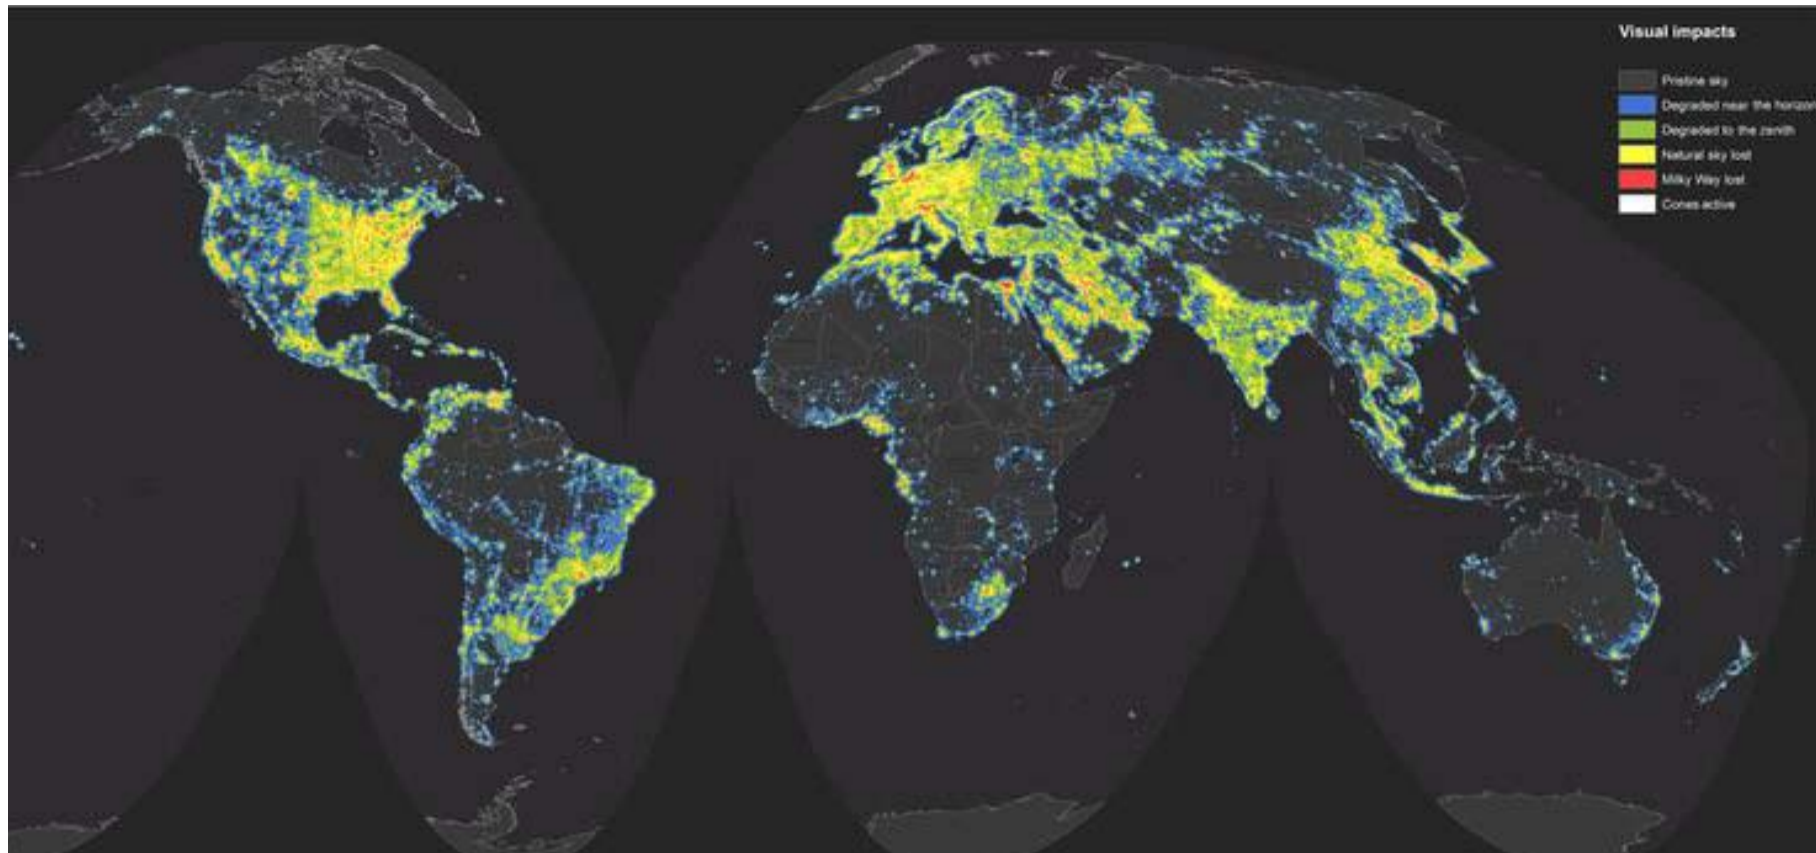 Visual impacts
Pristine sky
Degraded near the horizon
Degraded to the zenith
Natural sky lost
Milky Way lost
Cones active